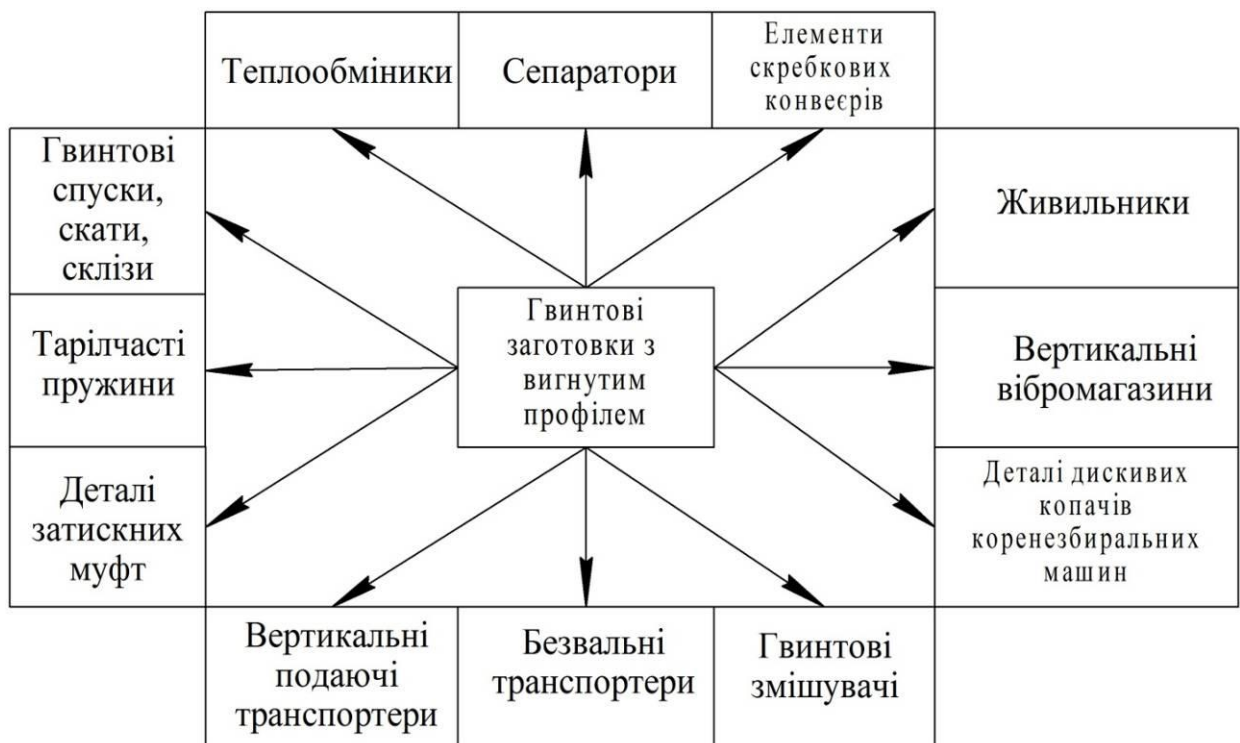 Теплообміники
Сепаратори
Елементи
скребкових
конвеєрів
Гвинтові
спуски,
скати,
склізи
Живильники
Гвинтові
заготовки з
вигнутим
профілем
Тарілчасті
пружини
Вертикальні
вібромагазини
Деталі
затискних
муфт
Деталі дискивих
копачів
коренезбиральних
машин
Вертикальні
подаючі
транспортери
Безвальні
транспортери
Гвинтові
змішувачі